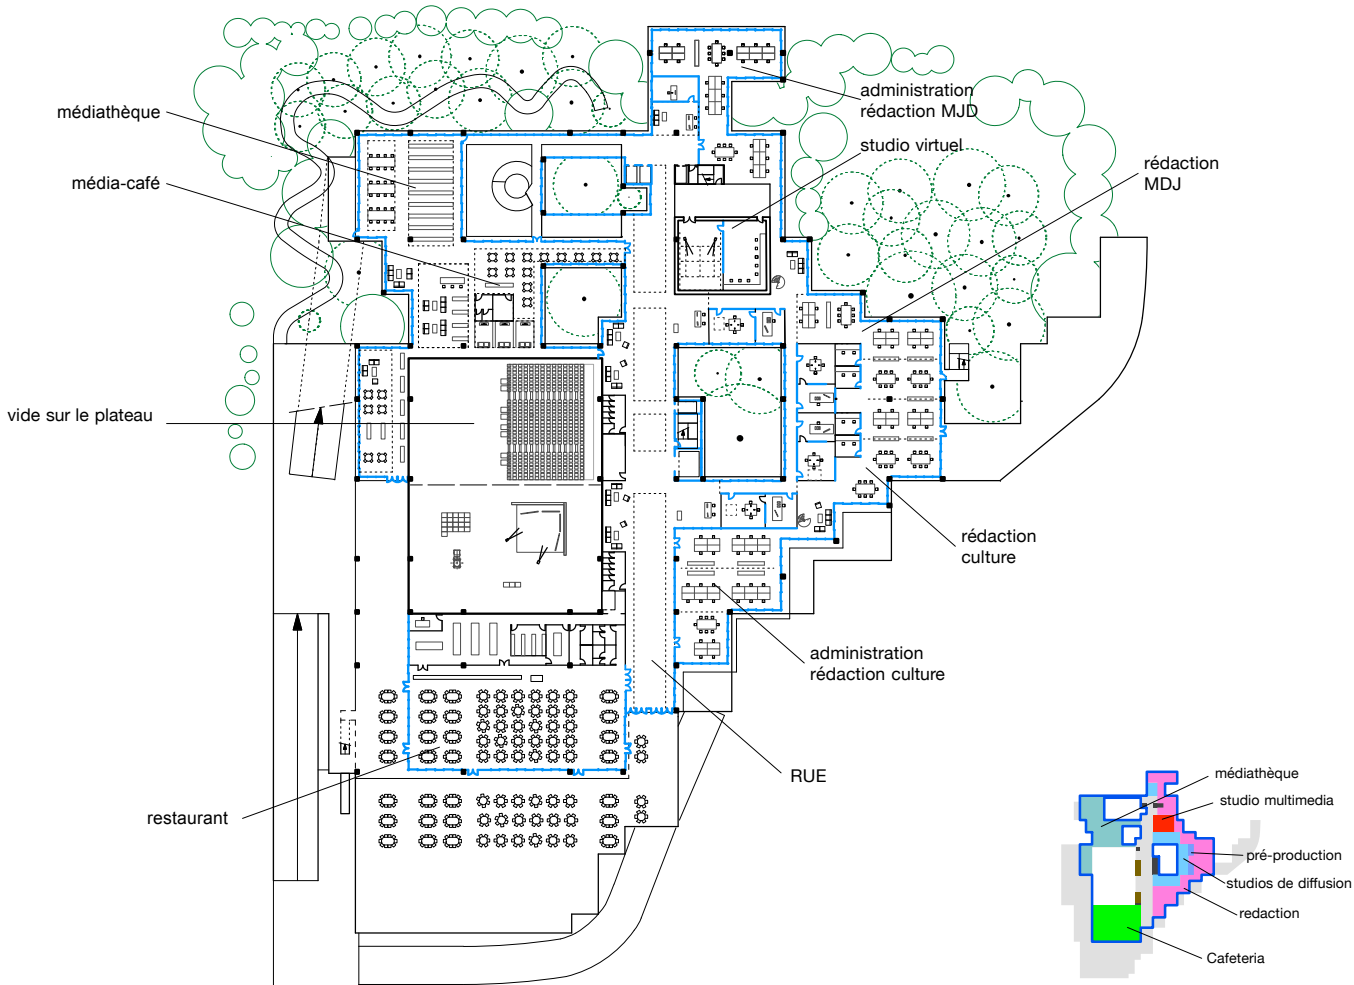 administration
rédaction MJD
médiathèque
studio virtuel
rédaction
MDJ
média-café
vide sur le plateau
rédaction
culture
administration
rédaction culture
RUE
restaurant
médiathèque
studio multimedia
pré-production
studios de diffusion
redaction
Cafeteria